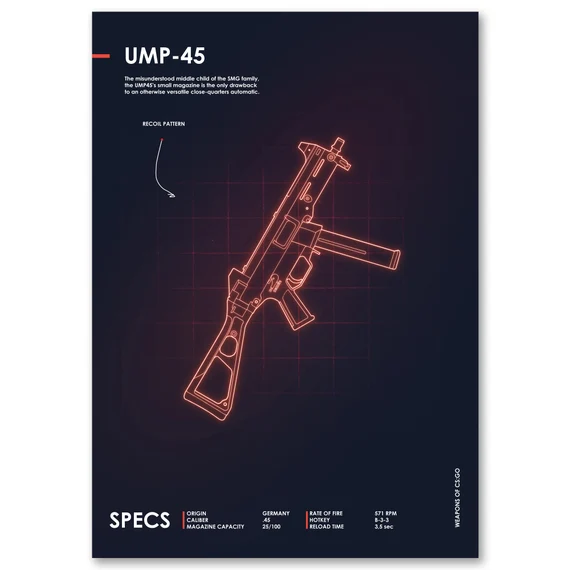 UMP-45
The misunderstood middle child of the SMG family,
the UMP45's small magazine is the only drawback
to an otherwise versatile close-quarters automatic.
RECOIL PATTERN
WEAPONS OF CS:GO
SPECS
ORIGIN GERMANY
CALIBER .45
MAGAZINE CAPACITY 25/100
RATE OF FIRE 571 RPM
HOTKEY B-3-3
RELOAD TIME 3,5 sec